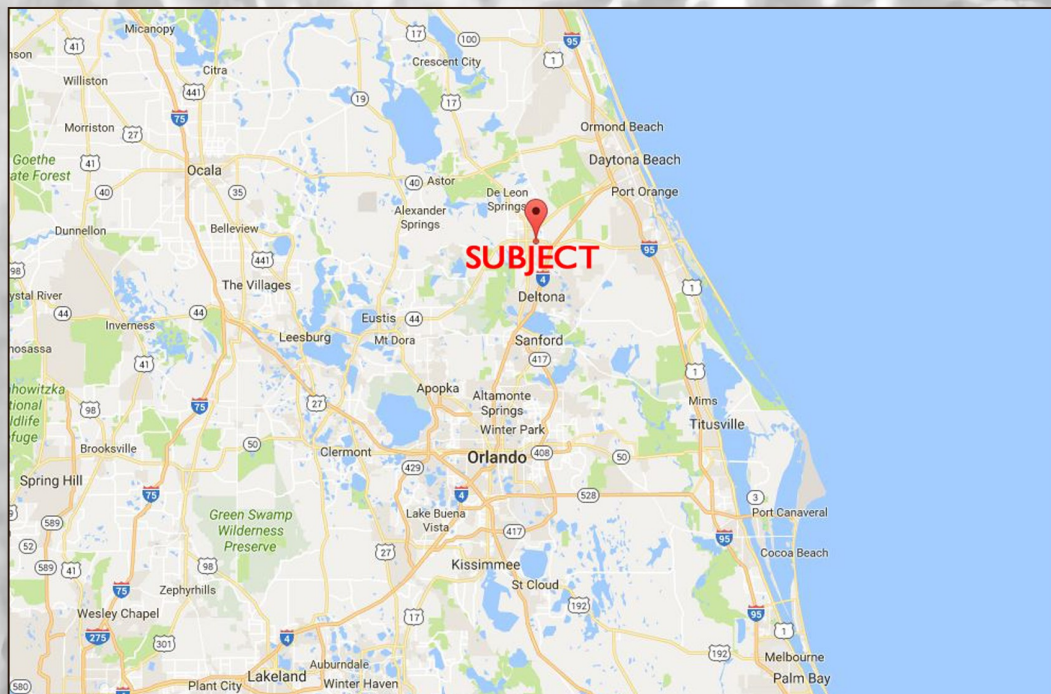 Micanopy
41
17
100
95
1
nson
Citra
Crescent City
Williston
441
19
17
75
Morriston
27
Ormond Beach
Goethe
ate Forest
41
Ocala
Daytona Beach
40
35
40
Astor
De Leon
Springs
Port Orange
Alexander
Springs
Dunnellon
Belleview
441
95
SUBJECT
98
4
The Villages
1
Deltona
ystal River
44
44
Inverness
Eustis
44
Mt Dora
Leesburg
Sanford
417
nosassa
41
1
howitzka
tional
ildlife
efuge
98
75
27
Apopka
Altamonte
Springs
Mims
Titusville
Winter Park
Brooksville
50
Clermont
Orlando
408
50
429
Spring Hill
75
4
528
3
Lake Buena
Vista
Port Canaveral
589
Green Swamp
Wilderness
Preserve
417
95
52
27
Cocoa Beach
589
41
98
Kissimmee
75
Zephyrhills
St Cloud
192
Wesley Chapel
17
95
275
301
4
1
192
Auburndale
Melbourne
Lakeland
Winter Haven
Palm Bay
580
Plant City